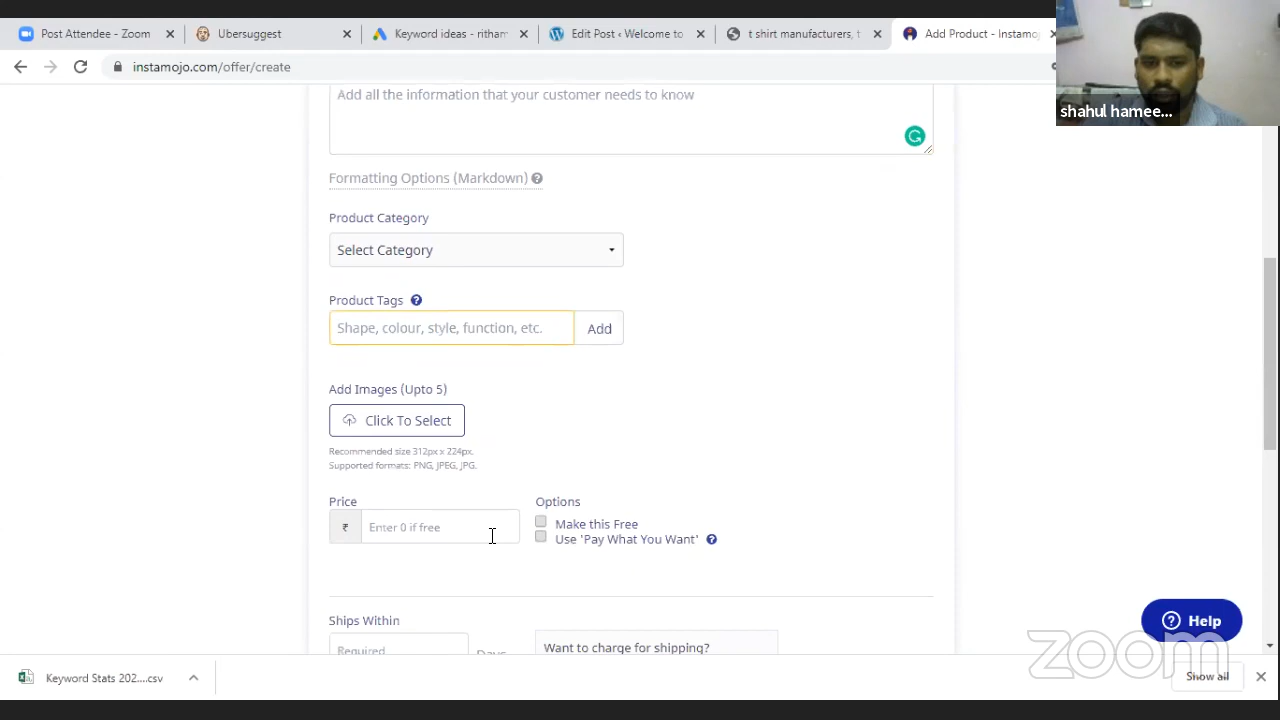 Post Attendee - Zoom
Ubersuggest
Keyword ideas - ritham
Edit Post ‹ Welcome to
t shirt manufacturers, t
Add Product - Instamo
instamojo.com/offer/create
shahul hamee...
Add all the information that your customer needs to know
Formatting Options (Markdown)
Product Category
Select Category
Product Tags
Shape, colour, style, function, etc.
Add
Add Images (Upto 5)
Click To Select
Recommended size 312px x 224px.
Supported formats: PNG, JPEG, JPG.
Price
Options
₹ Enter 0 if free
Make this Free
Use 'Pay What You Want'
Ships Within
Required
Days
Want to charge for shipping?
Help
zoom
Keyword Stats 202....csv
Show all